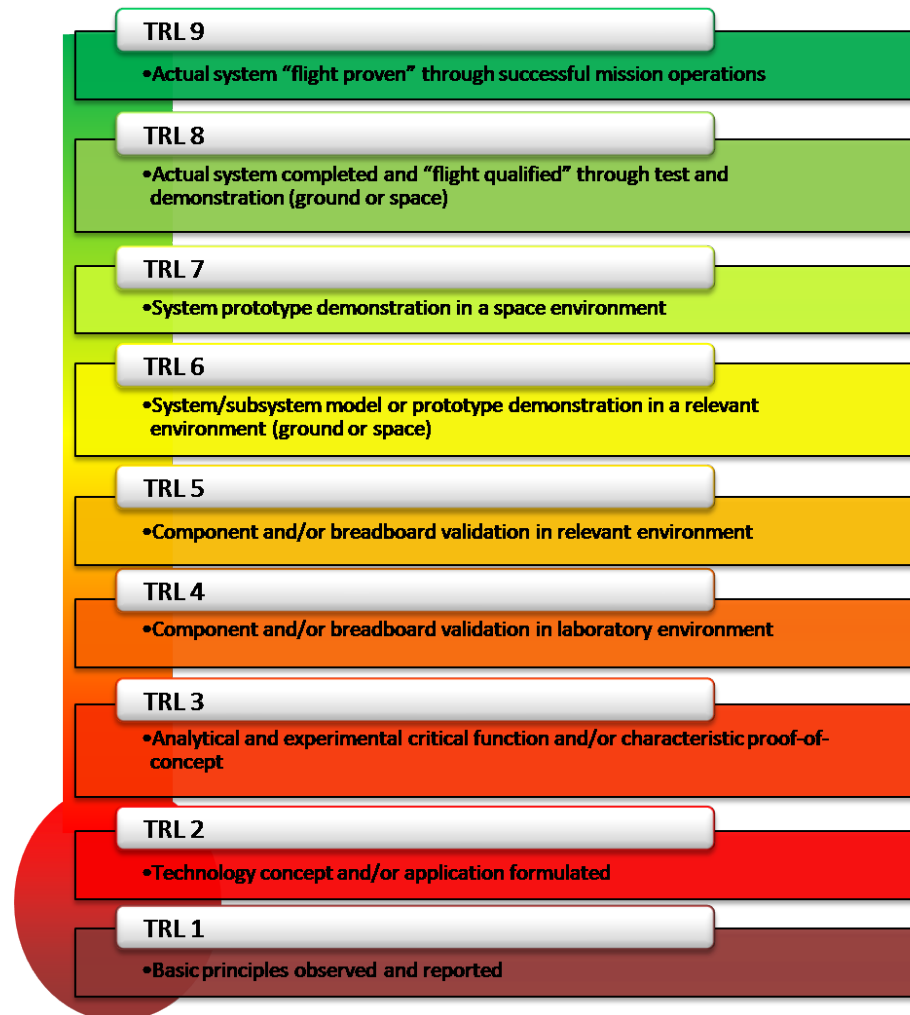 TRL 9
•Actual system “flight proven” through successful mission operations
TRL 8
•Actual system completed and “flight qualified” through test and
demonstration (ground or space)
TRL 7
•System prototype demonstration in a space environment
TRL 6
•System/subsystem model or prototype demonstration in a relevant
environment (ground or space)
TRL 5
•Component and/or breadboard validation in relevant environment
TRL 4
•Component and/or breadboard validation in laboratory environment
TRL 3
•Analytical and experimental critical function and/or characteristic proof-of-
concept
TRL 2
•Technology concept and/or application formulated
TRL 1
•Basic principles observed and reported